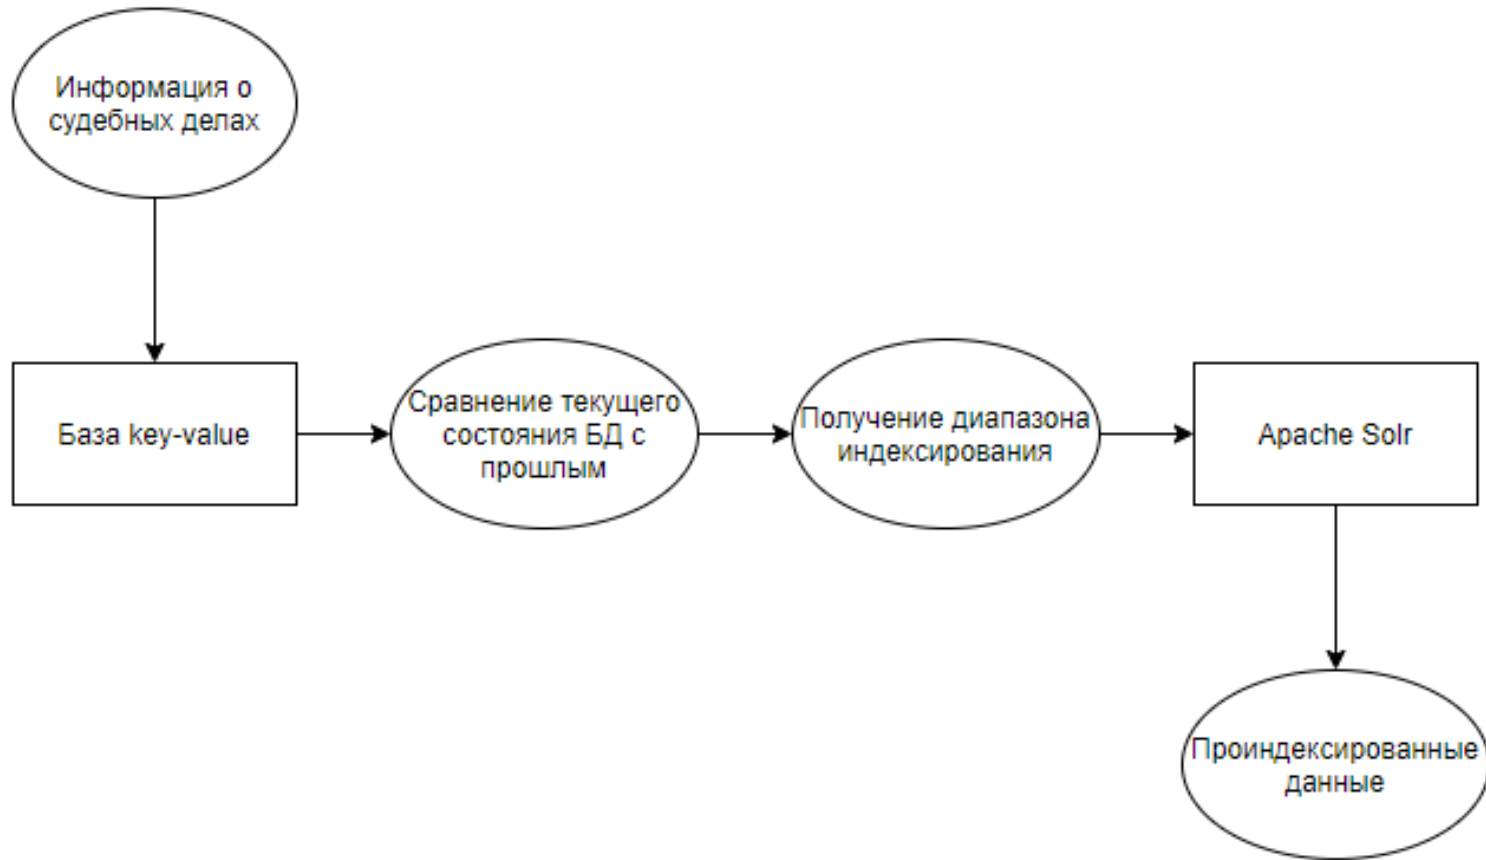 Информация о
судебных делах
База key-value
Сравнение текущего
состояния БД с
прошлым
Получение диапазона
индексирования
Apache Solr
Проиндексированные
данные